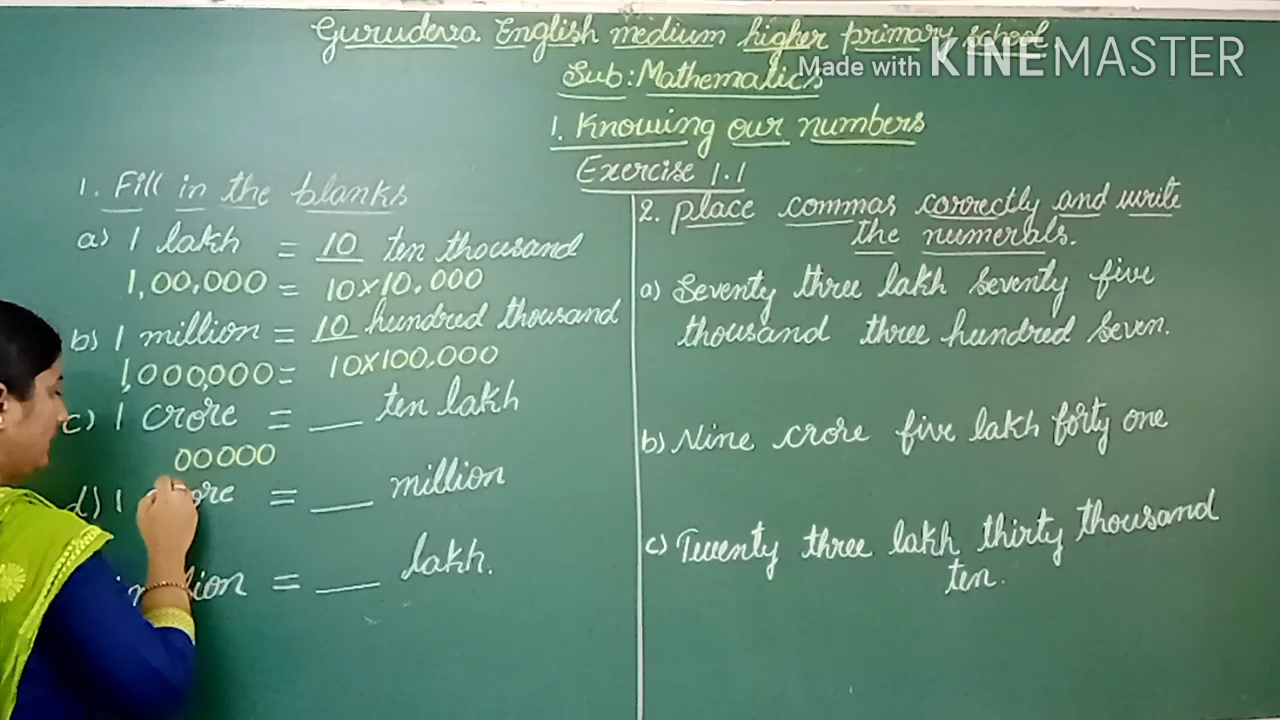 Gurudeva English medium higher primary school
Made with KINEMASTER
Sub: Mathematics
1. Knowing our numbers
Exercise 1.1
1. Fill in the blanks
a) 1 lakh = 10 ten thousand
1,00,000 = 10×10,000
b) 1 million = 10 hundred thousand
1,000,000 = 10×100,000
c) 1 crore = __ ten lakh
00000
d) 1 = __ million
= __ lakh.
2. place commas correctly and write
the numerals.
a) Seventy three lakh seventy five
thousand three hundred seven.
b) Nine crore five lakh forty one
c) Twenty three lakh thirty thousand
ten.